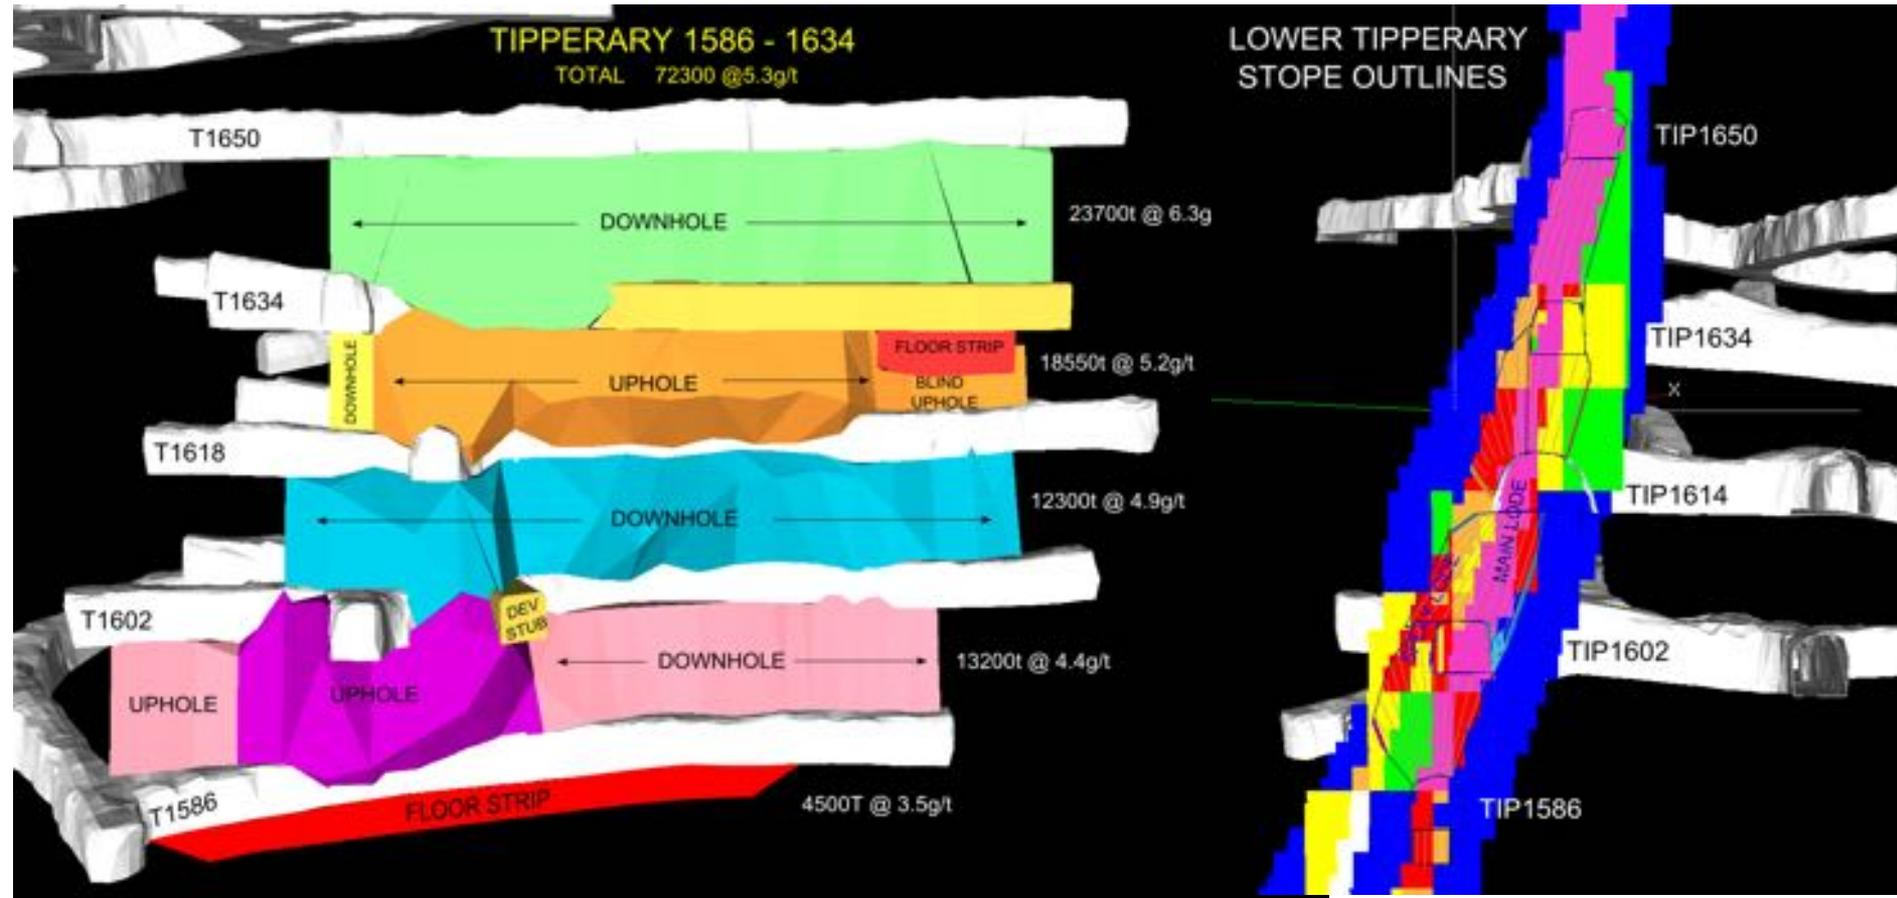 TIPPERARY 1586 - 1634
TOTAL 72300 @5.3g/t
T1650
DOWNHOLE
23700t @ 6.3g
T1634
DOWNHOLE
UPHOLE
FLOOR STRIP
BLIND
UPHOLE
18550t @ 5.2g/t
T1618
DOWNHOLE
12300t @ 4.9g/t
T1602
DEV
STUB
UPHOLE
UPHOLE
DOWNHOLE
13200t @ 4.4g/t
T1586
FLOOR STRIP
4500T @ 3.5g/t
LOWER TIPPERARY
STOPE OUTLINES
TIP1650
TIP1634
X
TIP1614
MAIN LODE
TIP1602
TIP1586